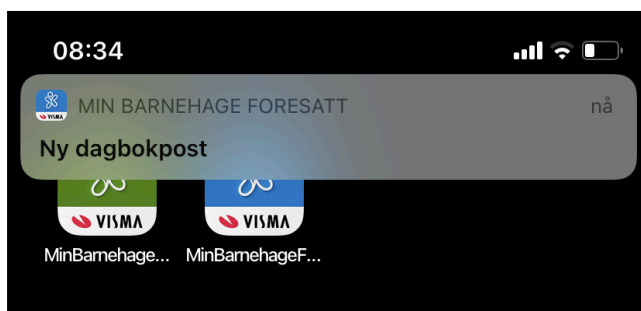 08:34
VISMA
MIN BARNEHAGE FORESATT
nå
Ny dagbokpost
VISMA
VISMA
MinBarnehage...
MinBarnehageF...